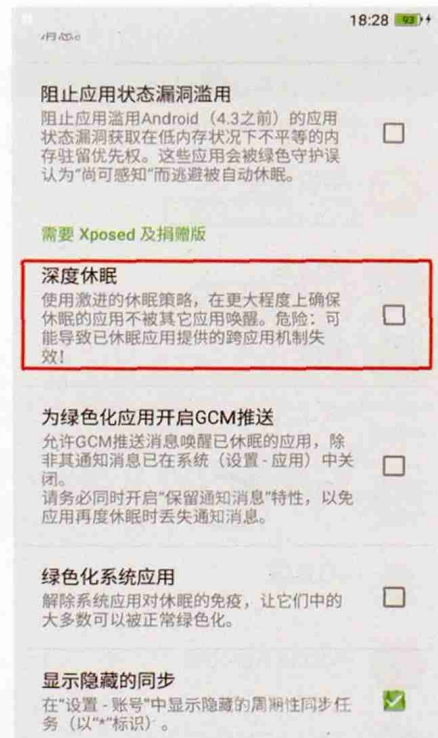 18:28 93
消息。
阻止应用状态漏洞滥用
阻止应用滥用Android（4.3之前）的应用
状态漏洞获取在低内存状况下不平等的内
存驻留优先权。这些应用会被绿色守护误
认为“尚可感知”而逃避被自动休眠。
需要 Xposed 及捐赠版
深度休眠
使用激进的休眠策略，在更大程度上确保
休眠的应用不被其它应用唤醒。危险：可
能导致已休眠应用提供的跨应用机制失
效！
为绿色化应用开启GCM推送
允许GCM推送消息唤醒已休眠的应用，除
非其通知消息已在系统（设置 - 应用）中关
闭。
请务必同时开启“保留通知消息”特性，以免
应用再度休眠时丢失通知消息。
绿色化系统应用
解除系统应用对休眠的免疫，让它们中的
大多数可以被正常绿色化。
显示隐藏的同步
在“设置 - 账号”中显示隐藏的周期性同步任
务（以“*”标识）。